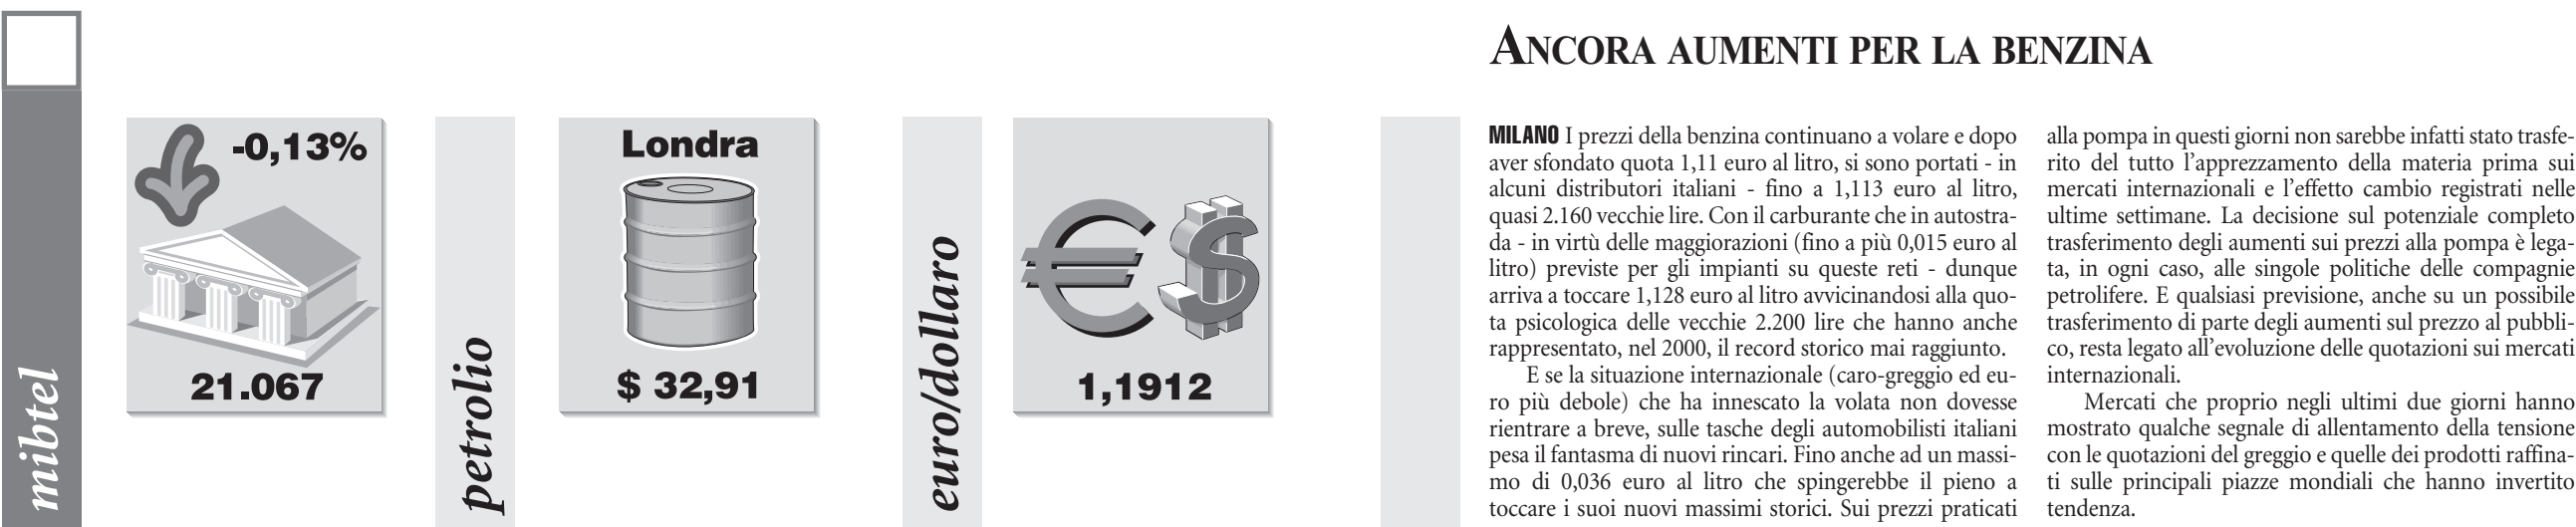 mibtel
-0,13%
21.067
petrolio
Londra
$ 32,91
euro/dollaro
1,1912
ANCORA AUMENTI PER LA BENZINA
MILANO I prezzi della benzina continuano a volare e dopo
aver sfondato quota 1,11 euro al litro, si sono portati - in
alcuni distributori italiani - fino a 1,113 euro al litro,
quasi 2.160 vecchie lire. Con il carburante che in autostra-
da - in virtù delle maggiorazioni (fino a più 0,015 euro al
litro) previste per gli impianti su queste reti - dunque
arriva a toccare 1,128 euro al litro avvicinandosi alla quo-
ta psicologica delle vecchie 2.200 lire che hanno anche
rappresentato, nel 2000, il record storico mai raggiunto.
E se la situazione internazionale (caro-greggio ed eu-
ro più debole) che ha innescato la volata non dovesse
rientrare a breve, sulle tasche degli automobilisti italiani
pesa il fantasma di nuovi rincari. Fino anche ad un massi-
mo di 0,036 euro al litro che spingerebbe il pieno a
toccare i suoi nuovi massimi storici. Sui prezzi praticati
alla pompa in questi giorni non sarebbe infatti stato trasfe-
rito del tutto l'apprezzamento della materia prima sui
mercati internazionali e l'effetto cambio registrati nelle
ultime settimane. La decisione sul potenziale completo
trasferimento degli aumenti sui prezzi alla pompa è lega-
ta, in ogni caso, alle singole politiche delle compagnie
petrolifere. E qualsiasi previsione, anche su un possibile
trasferimento di parte degli aumenti sul prezzo al pubbli-
co, resta legato all'evoluzione delle quotazioni sui mercati
internazionali.
Mercati che proprio negli ultimi due giorni hanno
mostrato qualche segnale di allentamento della tensione
con le quotazioni del greggio e quelle dei prodotti raffina-
ti sulle principali piazze mondiali che hanno invertito
tendenza.